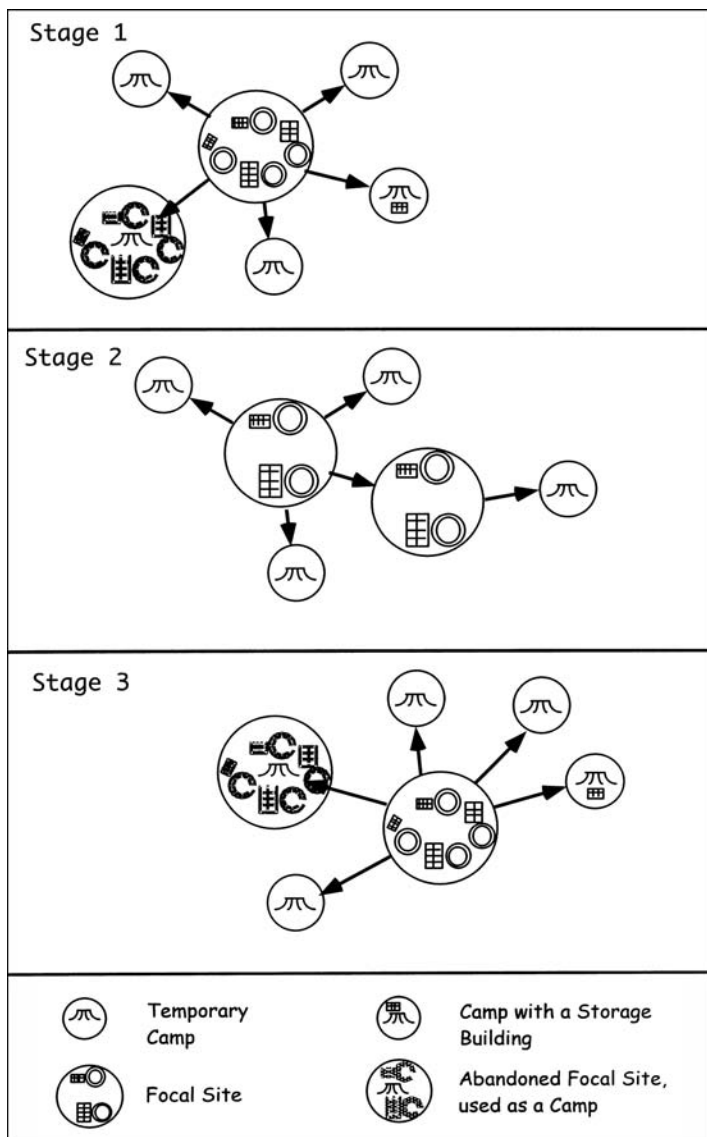 Stage 1
Stage 2
Stage 3
Temporary
Camp
Camp with a Storage
Building
Focal Site
Abandoned Focal Site,
used as a Camp